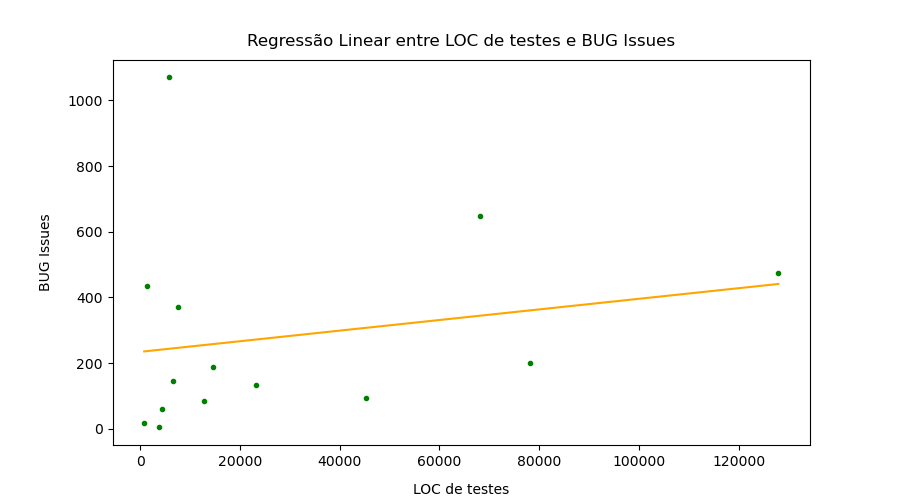 Regressão Linear entre LOC de testes e BUG Issues
1000
800
600
400
200
0
BUG Issues
0 20000 40000 60000 80000 100000 120000
LOC de testes